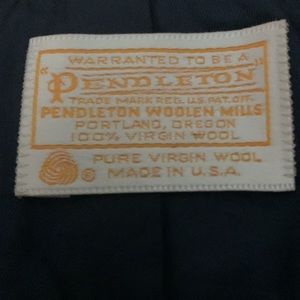 WARRANTED TO BE A
"PENDLETON"
TRADE MARK REG. U.S. PAT. OFF.
PENDLETON WOOLEN MILLS
PORTLAND, OREGON
100% VIRGIN WOOL
PURE VIRGIN WOOL
® MADE IN U.S.A.